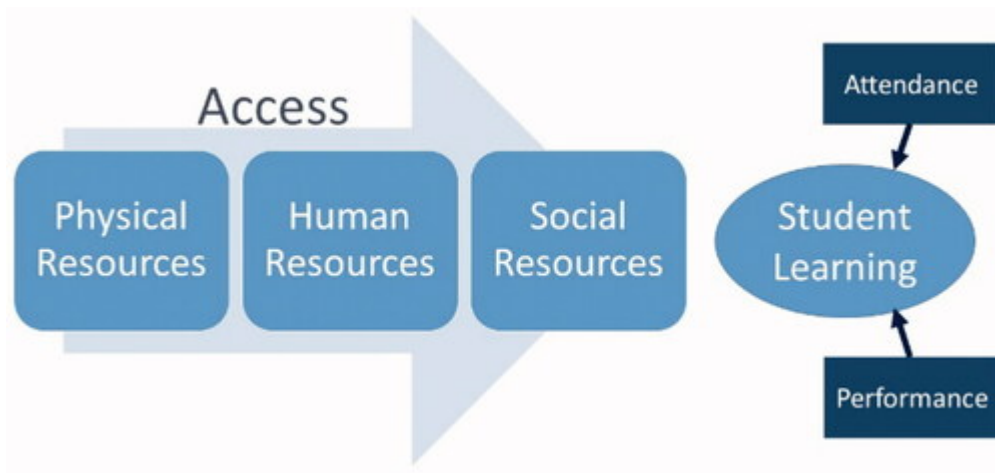 Access
Physical
Resources
Human
Resources
Social
Resources
Attendance
Student
Learning
Performance